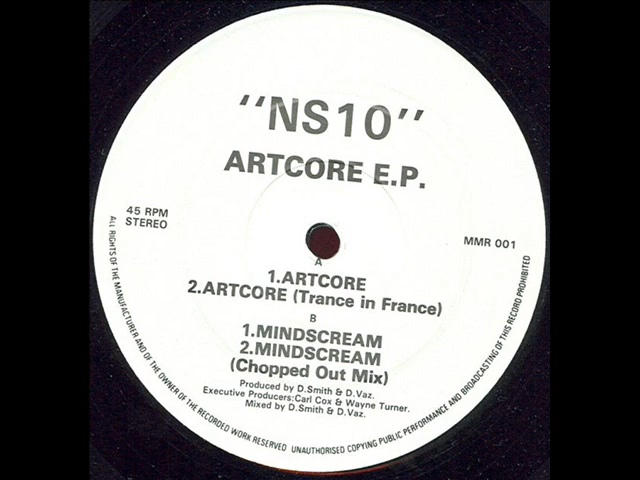 "NS10"
ARTCORE E.P.
45 RPM
STEREO
MMR 001
A
1.ARTCORE
2.ARTCORE (Trance in France)
B
1.MINDSCREAM
2.MINDSCREAM
(Chopped Out Mix)
Produced by D.Smith & D.Vaz.
Executive Producers:Carl Cox & Wayne Turner.
Mixed by D.Smith & D.Vaz.
ALL RIGHTS OF THE MANUFACTURER AND OF THE OWNER OF THE RECORDED WORK RESERVED UNAUTHORISED COPYING PUBLIC PERFORMANCE AND BROADCASTING OF THIS RECORD PROHIBITED